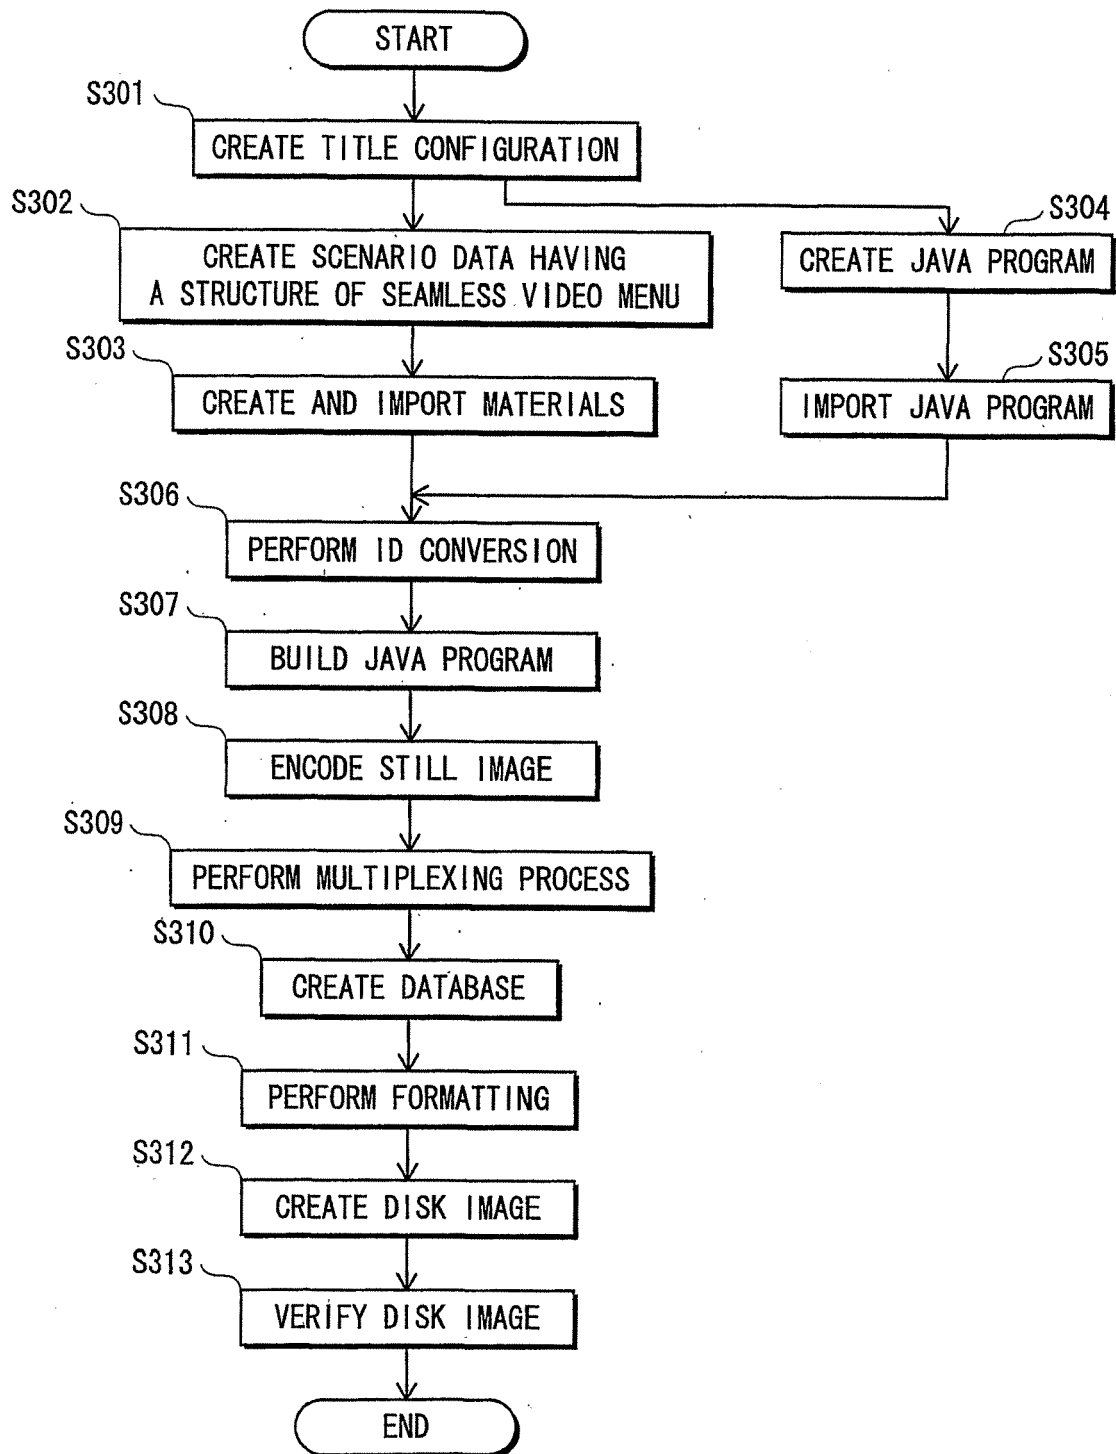 START
S301
CREATE TITLE CONFIGURATION
S302
CREATE SCENARIO DATA HAVING
A STRUCTURE OF SEAMLESS VIDEO MENU
S304
CREATE JAVA PROGRAM
S303
CREATE AND IMPORT MATERIALS
S305
IMPORT JAVA PROGRAM
S306
PERFORM ID CONVERSION
S307
BUILD JAVA PROGRAM
S308
ENCODE STILL IMAGE
S309
PERFORM MULTIPLEXING PROCESS
S310
CREATE DATABASE
S311
PERFORM FORMATTING
S312
CREATE DISK IMAGE
S313
VERIFY DISK IMAGE
END